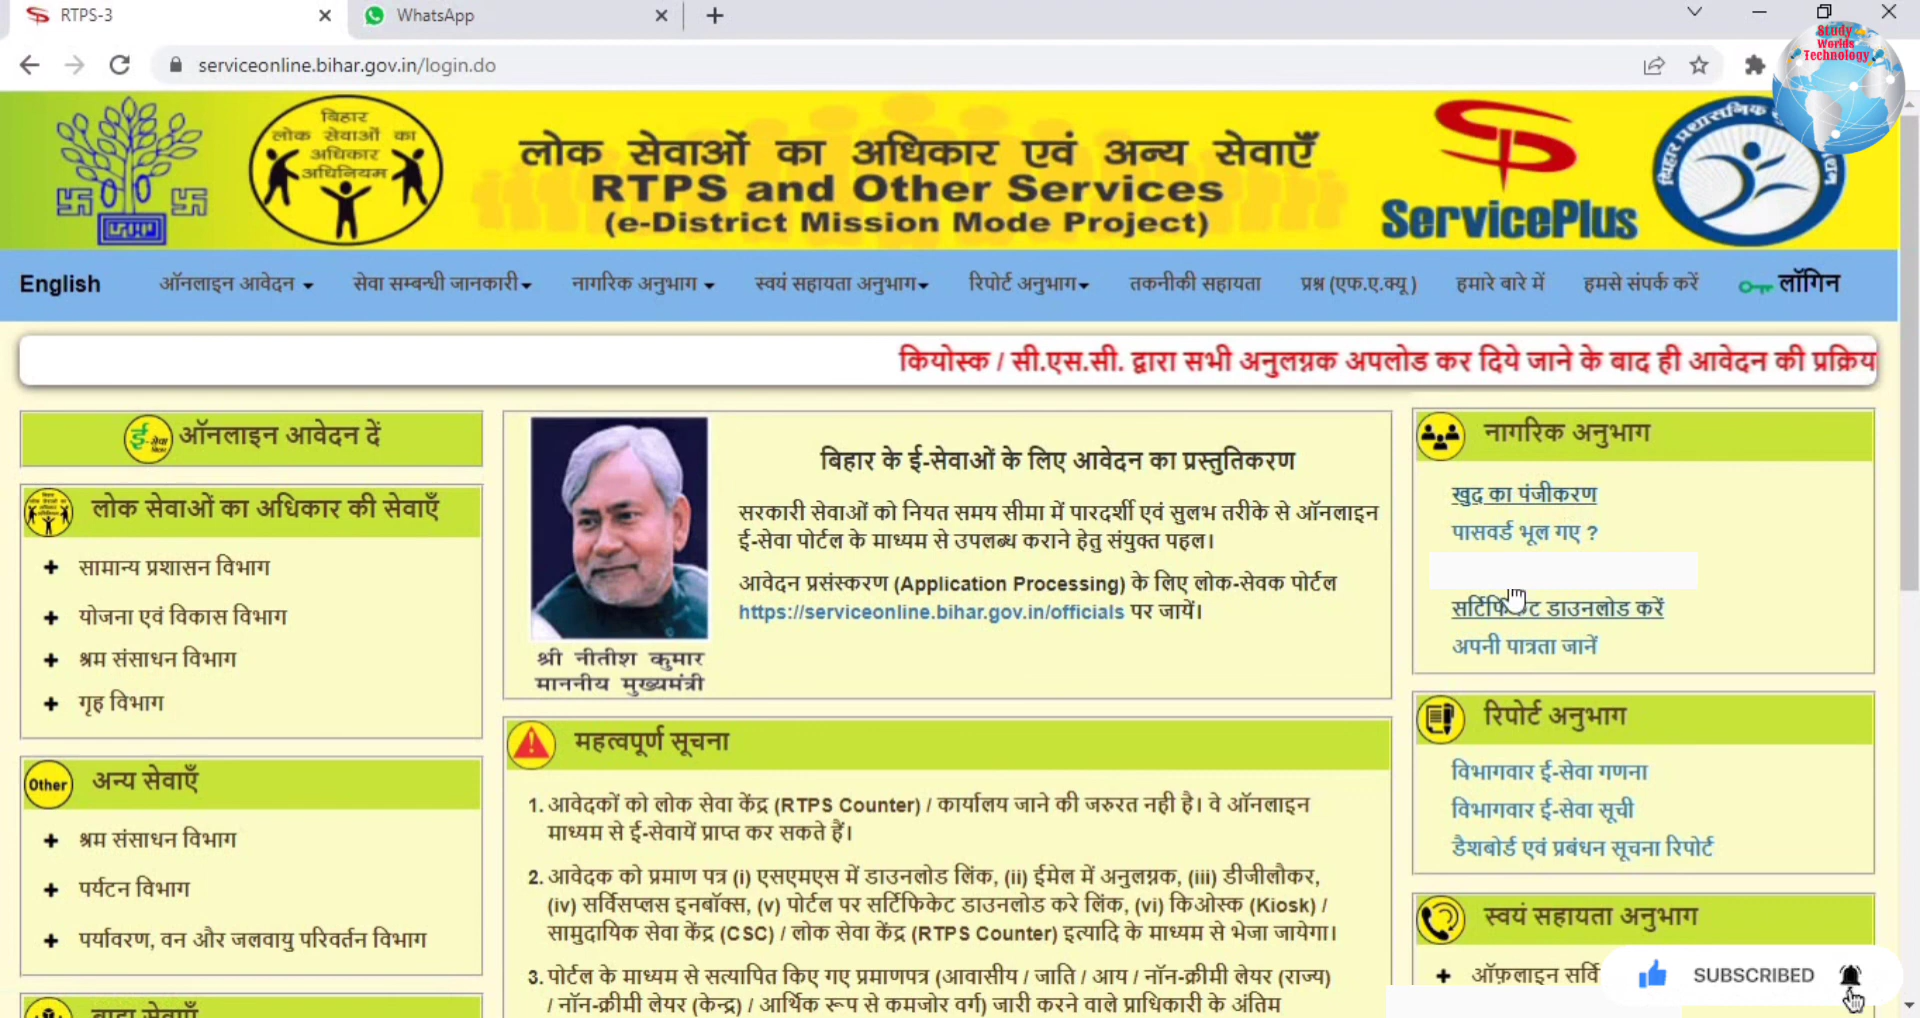 RTPS-3
WhatsApp
serviceonline.bihar.gov.in/login.do
Study
Worlds
Technology
बिहार
लोक सेवाओं का
अधिकार
अधिनियम
लोक सेवाओं का अधिकार एवं अन्य सेवाएँ
RTPS and Other Services
(e-District Mission Mode Project)
ServicePlus
English
ऑनलाइन आवेदन
सेवा सम्बन्धी जानकारी
नागरिक अनुभाग
स्वयं सहायता अनुभाग
रिपोर्ट अनुभाग
तकनीकी सहायता
प्रश्न (एफ.ए.क्यू )
हमारे बारे में
हमसे संपर्क करें
लॉगिन
कियोस्क / सी.एस.सी. द्वारा सभी अनुलग्नक अपलोड कर दिये जाने के बाद ही आवेदन की प्रक्रिय
ऑनलाइन आवेदन दें
लोक सेवाओं का अधिकार की सेवाएँ
सामान्य प्रशासन विभाग
योजना एवं विकास विभाग
श्रम संसाधन विभाग
गृह विभाग
Other अन्य सेवाएँ
श्रम संसाधन विभाग
पर्यटन विभाग
पर्यावरण, वन और जलवायु परिवर्तन विभाग
श्री नीतीश कुमार
माननीय मुख्यमंत्री
बिहार के ई-सेवाओं के लिए आवेदन का प्रस्तुतिकरण
सरकारी सेवाओं को नियत समय सीमा में पारदर्शी एवं सुलभ तरीके से ऑनलाइन
ई-सेवा पोर्टल के माध्यम से उपलब्ध कराने हेतु संयुक्त पहल।
आवेदन प्रसंस्करण (Application Processing) के लिए लोक-सेवक पोर्टल
https://serviceonline.bihar.gov.in/officials पर जायें।
महत्वपूर्ण सूचना
1. आवेदकों को लोक सेवा केंद्र (RTPS Counter) / कार्यालय जाने की जरुरत नही है। वे ऑनलाइन
माध्यम से ई-सेवायें प्राप्त कर सकते हैं।
2. आवेदक को प्रमाण पत्र (i) एसएमएस में डाउनलोड लिंक, (ii) ईमेल में अनुलग्नक, (iii) डीजीलौकर,
(iv) सर्विसप्लस इनबॉक्स, (v) पोर्टल पर सर्टिफिकेट डाउनलोड करे लिंक, (vi) किओस्क (Kiosk) /
सामुदायिक सेवा केंद्र (CSC) / लोक सेवा केंद्र (RTPS Counter) इत्यादि के माध्यम से भेजा जायेगा।
3. पोर्टल के माध्यम से सत्यापित किए गए प्रमाणपत्र (आवासीय / जाति / आय / नॉन-क्रीमी लेयर (राज्य)
/ नॉन-क्रीमी लेयर (केन्द्र) / आर्थिक रूप से कमजोर वर्ग) जारी करने वाले प्राधिकारी के अंतिम
नागरिक अनुभाग
खुद का पंजीकरण
पासवर्ड भूल गए ?
डाउनलोड करें
अपनी पात्रता जानें
रिपोर्ट अनुभाग
विभागवार ई-सेवा गणना
विभागवार ई-सेवा सूची
डैशबोर्ड एवं प्रबंधन सूचना रिपोर्ट
स्वयं सहायता अनुभाग
ऑफ़लाइन सर्वि
SUBSCRIBED